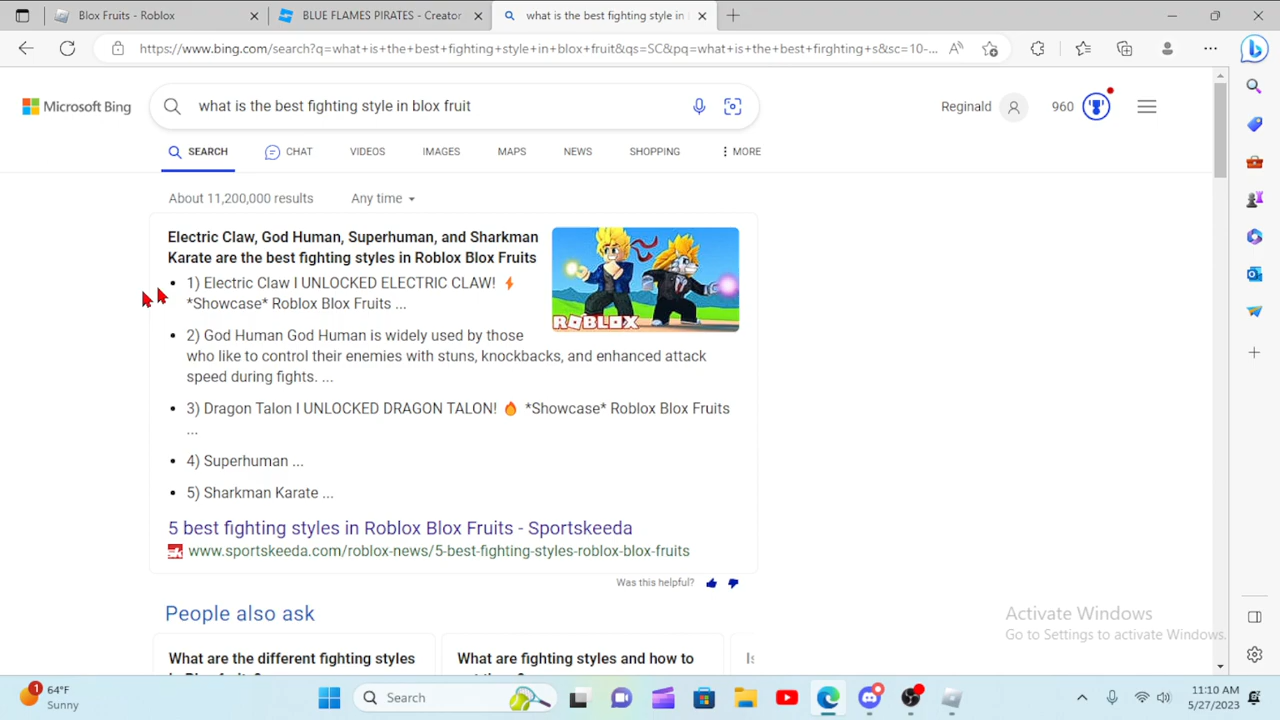 Blox Fruits - Roblox
BLUE FLAMES PIRATES - Creator
what is the best fighting style in
https://www.bing.com/search?q=what+is+the+best+fighting+style+in+blox+fruit&qs=SC&pq=what+is+the+best+firghting+s&sc=10-...
Microsoft Bing
what is the best fighting style in blox fruit
Reginald
960
SEARCH
CHAT
VIDEOS
IMAGES
MAPS
NEWS
SHOPPING
MORE
About 11,200,000 results
Any time
Electric Claw, God Human, Superhuman, and Sharkman
Karate are the best fighting styles in Roblox Blox Fruits
1) Electric Claw I UNLOCKED ELECTRIC CLAW! ⚡
*Showcase* Roblox Blox Fruits ...
2) God Human God Human is widely used by those
who like to control their enemies with stuns, knockbacks, and enhanced attack
speed during fights. ...
3) Dragon Talon I UNLOCKED DRAGON TALON! 🔥 *Showcase* Roblox Blox Fruits
...
4) Superhuman ...
5) Sharkman Karate ...
ROBLOX
5 best fighting styles in Roblox Blox Fruits - Sportskeeda
sk www.sportskeeda.com/roblox-news/5-best-fighting-styles-roblox-blox-fruits
Was this helpful?
People also ask
What are the different fighting styles
What are fighting styles and how to
Activate Windows
Go to Settings to activate Windows.
1
64°F
Sunny
Search
11:10 AM
5/27/2023